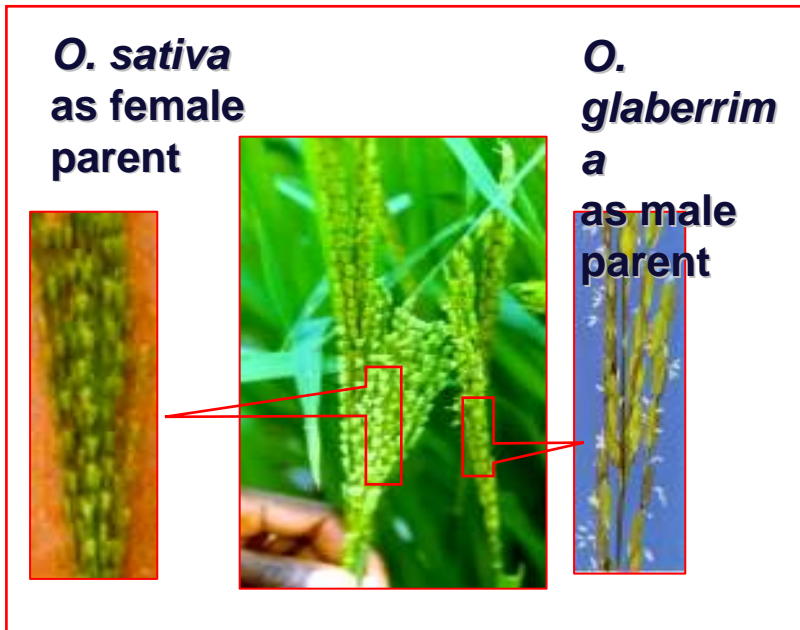 O. sativa
as female
parent
O.
glaberrim
a
as male
parent